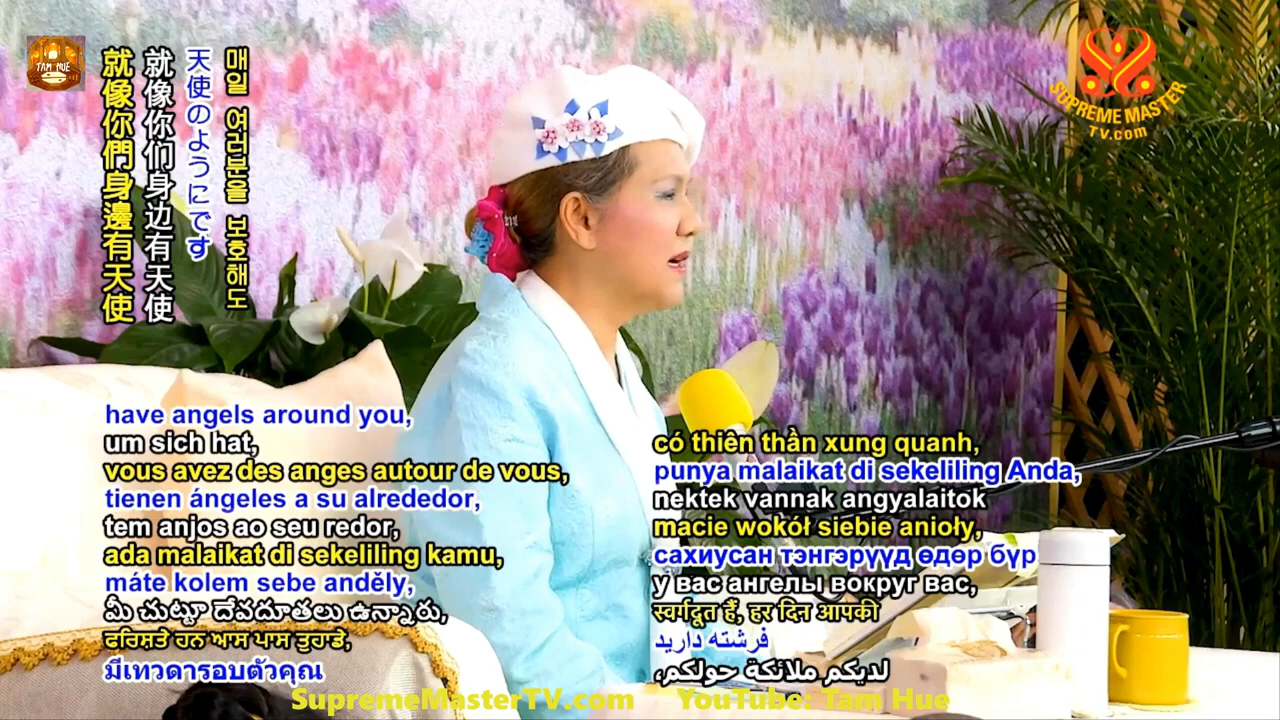 TAM HUE
就像你們身邊有天使
就像你们身边有天使
天使のようにです
매일 여러분을 보호해도
SUPREME MASTER
TV.com
have angels around you,
um sich hat,
vous avez des anges autour de vous,
tienen ángeles a su alrededor,
tem anjos ao seu redor,
ada malaikat di sekeliling kamu,
máte kolem sebe anděly,
మీ చుట్టూ దేవదూతలు ఉన్నారు,
ਫਰਿਸ਼ਤੇ ਹਨ ਆਸ ਪਾਸ ਤੁਹਾਡੇ,
มีเทวดารอบตัวคุณ
có thiên thần xung quanh,
punya malaikat di sekeliling Anda,
nektek vannak angyalaitok
macie wokół siebie anioły,
сахиусан тэнгэрүүд өдөр бүр
у вас ангелы вокруг вас,
स्वर्गदूत हैं, हर दिन आपकी
فرشته دارید
لديكم ملائكة حولكم،
SupremeMasterTV.com YouTube: Tam Hue